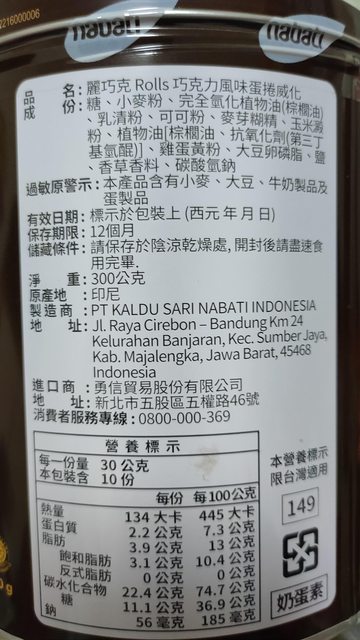 2216000006
nabati
nabati
品　　名：麗巧克 Rolls 巧克力風味蛋捲威化
成　　份：糖、小麥粉、完全氫化植物油(棕櫚油)
、乳清粉、可可粉、麥芽糊精、玉米澱
粉、植物油[棕櫚油、抗氧化劑(第三丁
基氫醌)]、雞蛋黃粉、大豆卵磷脂、鹽
、香草香料、碳酸氫鈉
過敏原警示：本產品含有小麥、大豆、牛奶製品及
蛋製品
有效日期：標示於包裝上 (西元 年 月 日)
保存期限：12個月
儲藏條件：請保存於陰涼乾燥處, 開封後請盡速食
用完畢.
淨　　重：300公克
原產地　：印尼
製造商　：PT KALDU SARI NABATI INDONESIA
地　　址：Jl. Raya Cirebon – Bandung Km 24
Kelurahan Banjaran, Kec. Sumber Jaya,
Kab. Majalengka, Jawa Barat, 45468
Indonesia
進口商　：勇信貿易股份有限公司
地　　址：新北市五股區五權路46號
消費者服務專線：0800-000-369
營養標示
每一份量　30 公克
本包裝含　10 份
每份　每100公克
熱量　134 大卡　445 大卡
蛋白質　2.2 公克　7.3 公克
脂肪　3.9 公克　13 公克
飽和脂肪　3.1 公克　10.4 公克
反式脂肪　0 公克　0 公克
碳水化合物　22.4 公克　74.7 公克
糖　11.1 公克　36.9 公克
鈉　56 毫克　185 毫克
本營養標示
限台灣適用
149
奶蛋素
0 g